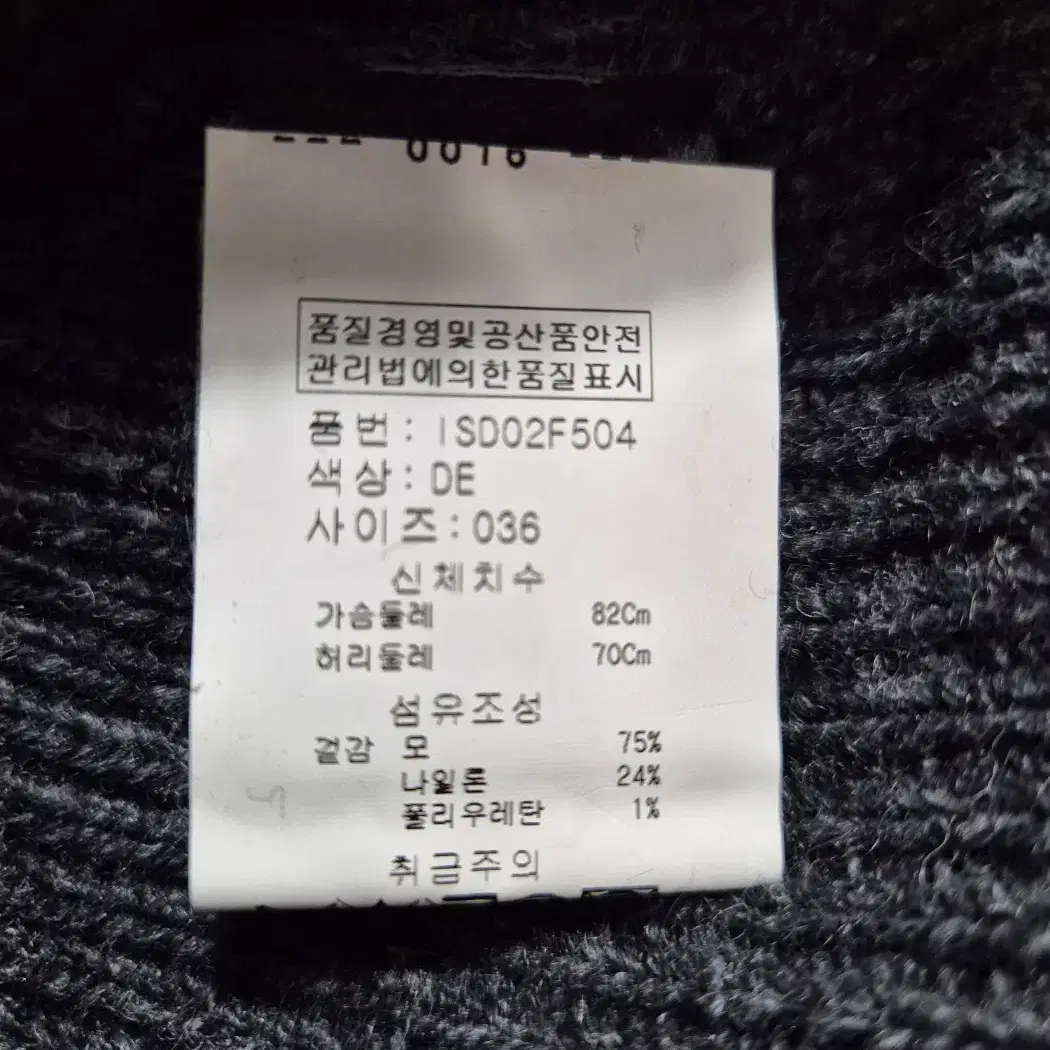 품질경영및공산품안전
관리법에의한품질표시
품번: ISD02F504
색상: DE
사이즈: 036
신체치수
가슴둘레 82Cm
허리둘레 70Cm
섬유조성
겉감 모 75%
나일론 24%
폴리우레탄 1%
취급주의